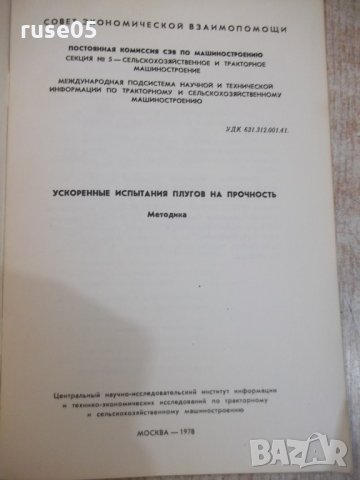 ruse05
СОВЕТ ЭКОНОМИЧЕСКОЙ ВЗАИМОПОМОЩИ
ПОСТОЯННАЯ КОМИССИЯ СЭВ ПО МАШИНОСТРОЕНИЮ
СЕКЦИЯ № 5 — СЕЛЬСКОХОЗЯЙСТВЕННОЕ И ТРАКТОРНОЕ
МАШИНОСТРОЕНИЕ
МЕЖДУНАРОДНАЯ ПОДСИСТЕМА НАУЧНОЙ И ТЕХНИЧЕСКОЙ
ИНФОРМАЦИИ ПО ТРАКТОРНОМУ И СЕЛЬСКОХОЗЯЙСТВЕННОМУ
МАШИНОСТРОЕНИЮ
УДК 631.312.001.41.
УСКОРЕННЫЕ ИСПЫТАНИЯ ПЛУГОВ НА ПРОЧНОСТЬ
Методика
Центральный научно-исследовательский институт информации
и технико-экономических исследований по тракторному
и сельскохозяйственному машиностроению
МОСКВА — 1978
BAZAR